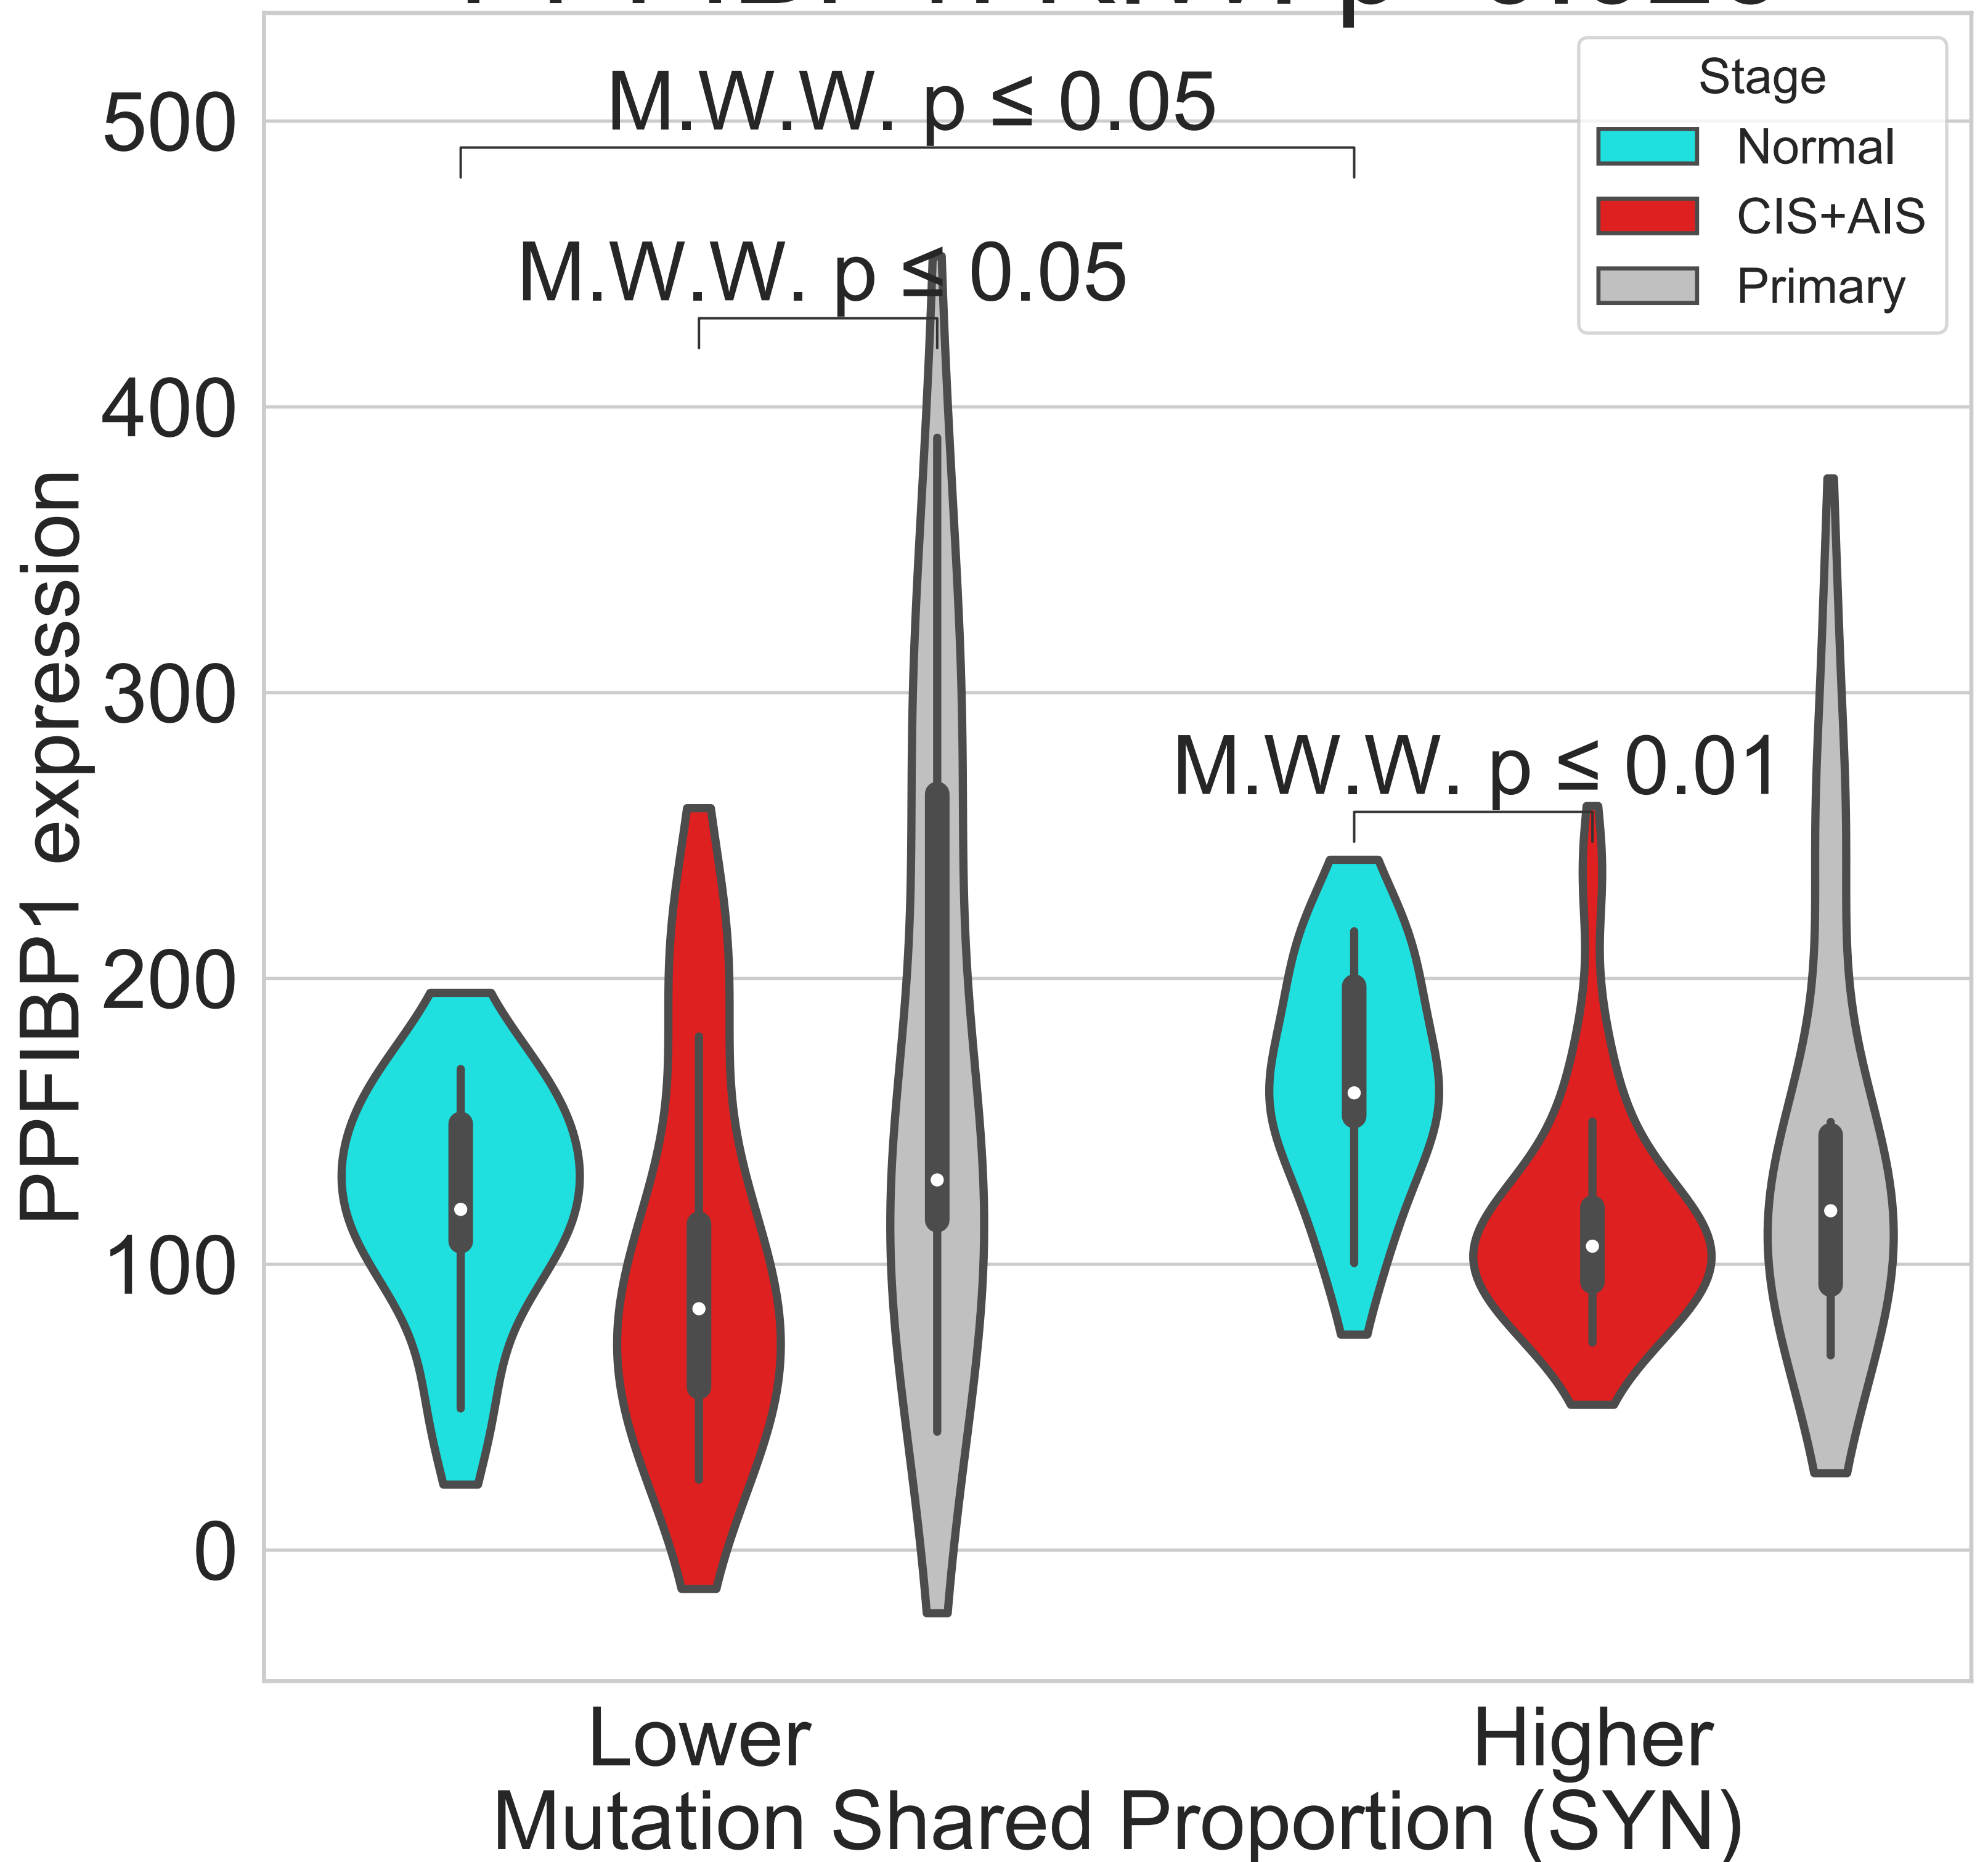 M.W.W. p ≤ 0.05
M.W.W. p ≤ 0.05
M.W.W. p ≤ 0.01
Stage
Normal
CIS+AIS
Primary
PPFIBP1 expression
500
400
300
200
100
0
Lower
Higher
Mutation Shared Proportion (SYN)